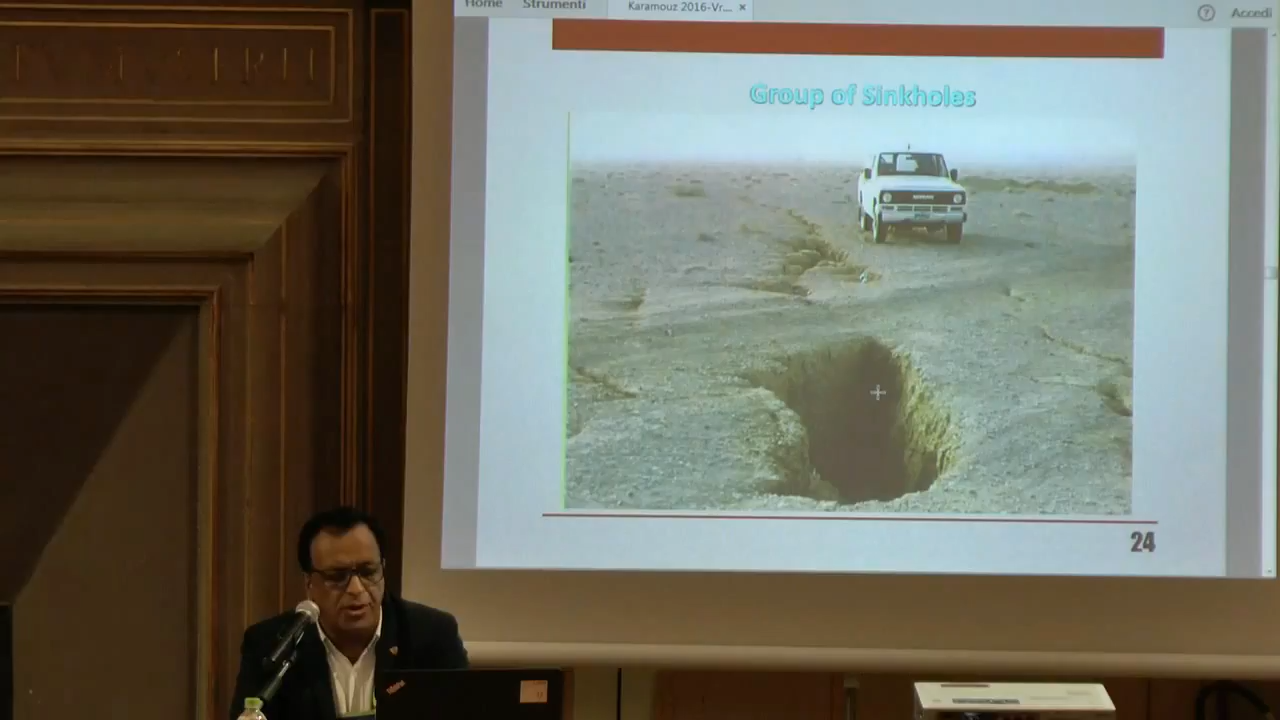 Home Strumenti Karamouz 2016-Vr... × ? Accedi
Group of Sinkholes
24